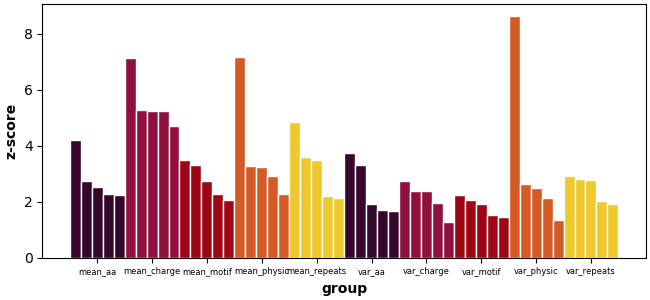 8
6
4
2
0
z-score
mean_aa mean_charge mean_motif mean_physic mean_repeats var_aa var_charge var_motif var_physic var_repeats
group